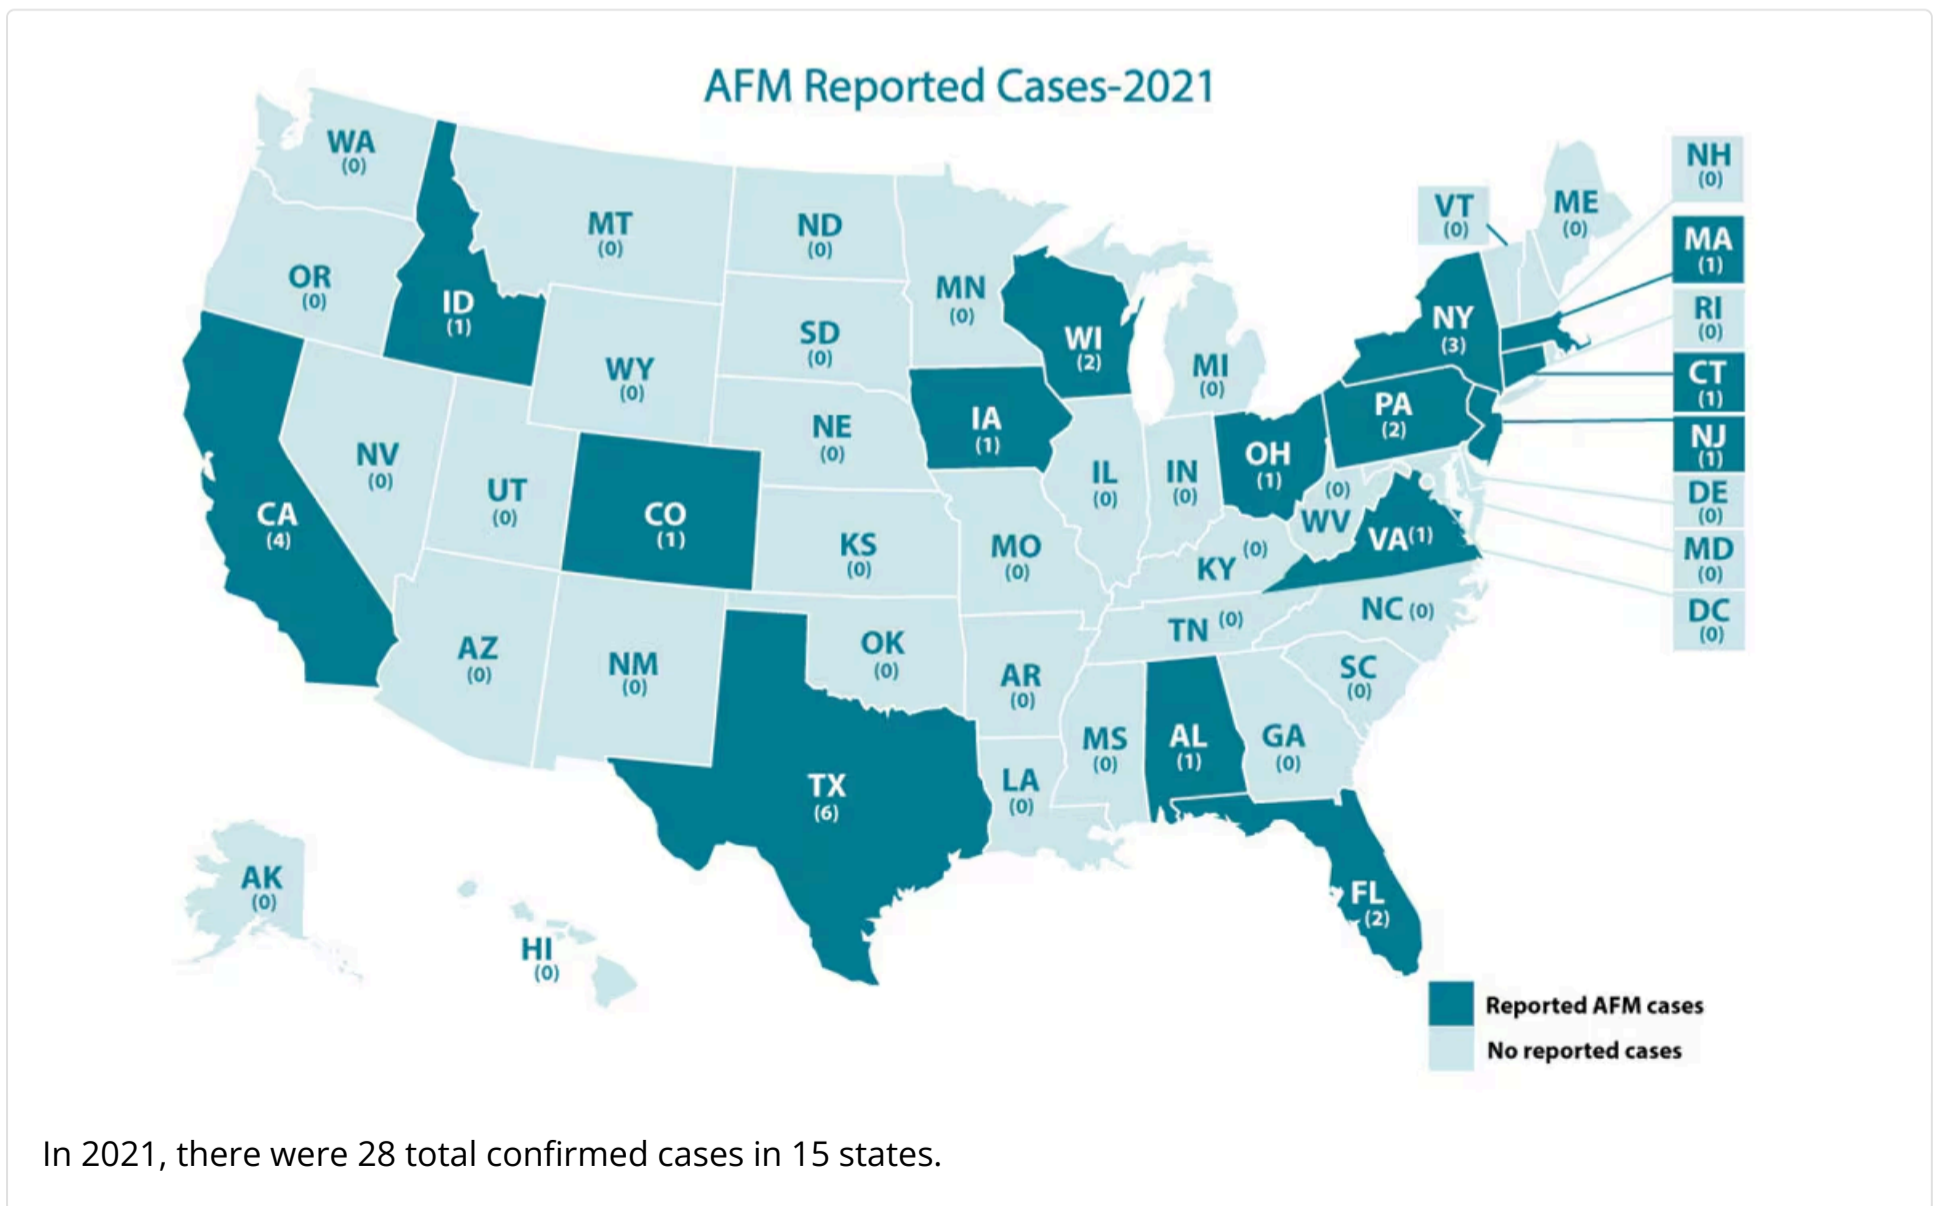 AFM Reported Cases-2021
WA
(0)
OR
(0)
ID
(1)
MT
(0)
ND
(0)
MN
(0)
SD
(0)
WY
(0)
WI
(2)
MI
(0)
VT
(0)
ME
(0)
NH
(0)
MA
(1)
RI
(0)
CT
(1)
NJ
(1)
DE
(0)
MD
(0)
DC
(0)
NY
(3)
PA
(2)
NE
(0)
IA
(1)
NV
(0)
UT
(0)
CO
(1)
CA
(4)
KS
(0)
MO
(0)
IL
(0)
IN
(0)
OH
(1)
(0)
WV
VA(1)
KY (0)
NC (0)
TN (0)
AZ
(0)
NM
(0)
OK
(0)
AR
(0)
SC
(0)
MS
(0)
AL
(1)
GA
(0)
TX
(6)
LA
(0)
AK
(0)
HI
(0)
FL
(2)
Reported AFM cases
No reported cases
In 2021, there were 28 total confirmed cases in 15 states.